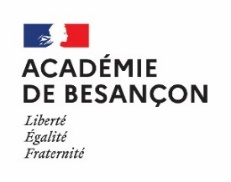 ACADÉMIE
DE BESANÇON
Liberté
Égalité
Fraternité